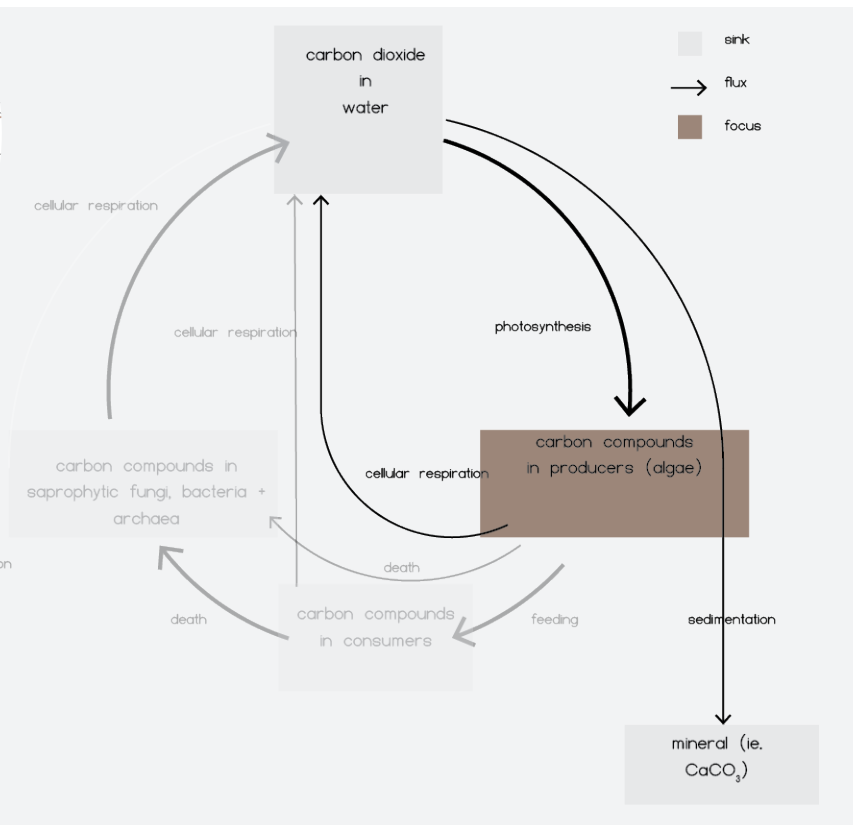 carbon dioxide
in
water
sink
flux
focus
cellular respiration
cellular respiration
photosynthesis
carbon compounds
in producers (algae)
cellular respiration
carbon compounds in
saprophytic fungi, bacteria +
archaea
on
death
death
feeding
carbon compounds
in consumers
sedimentation
mineral (ie.
CaCO₃)